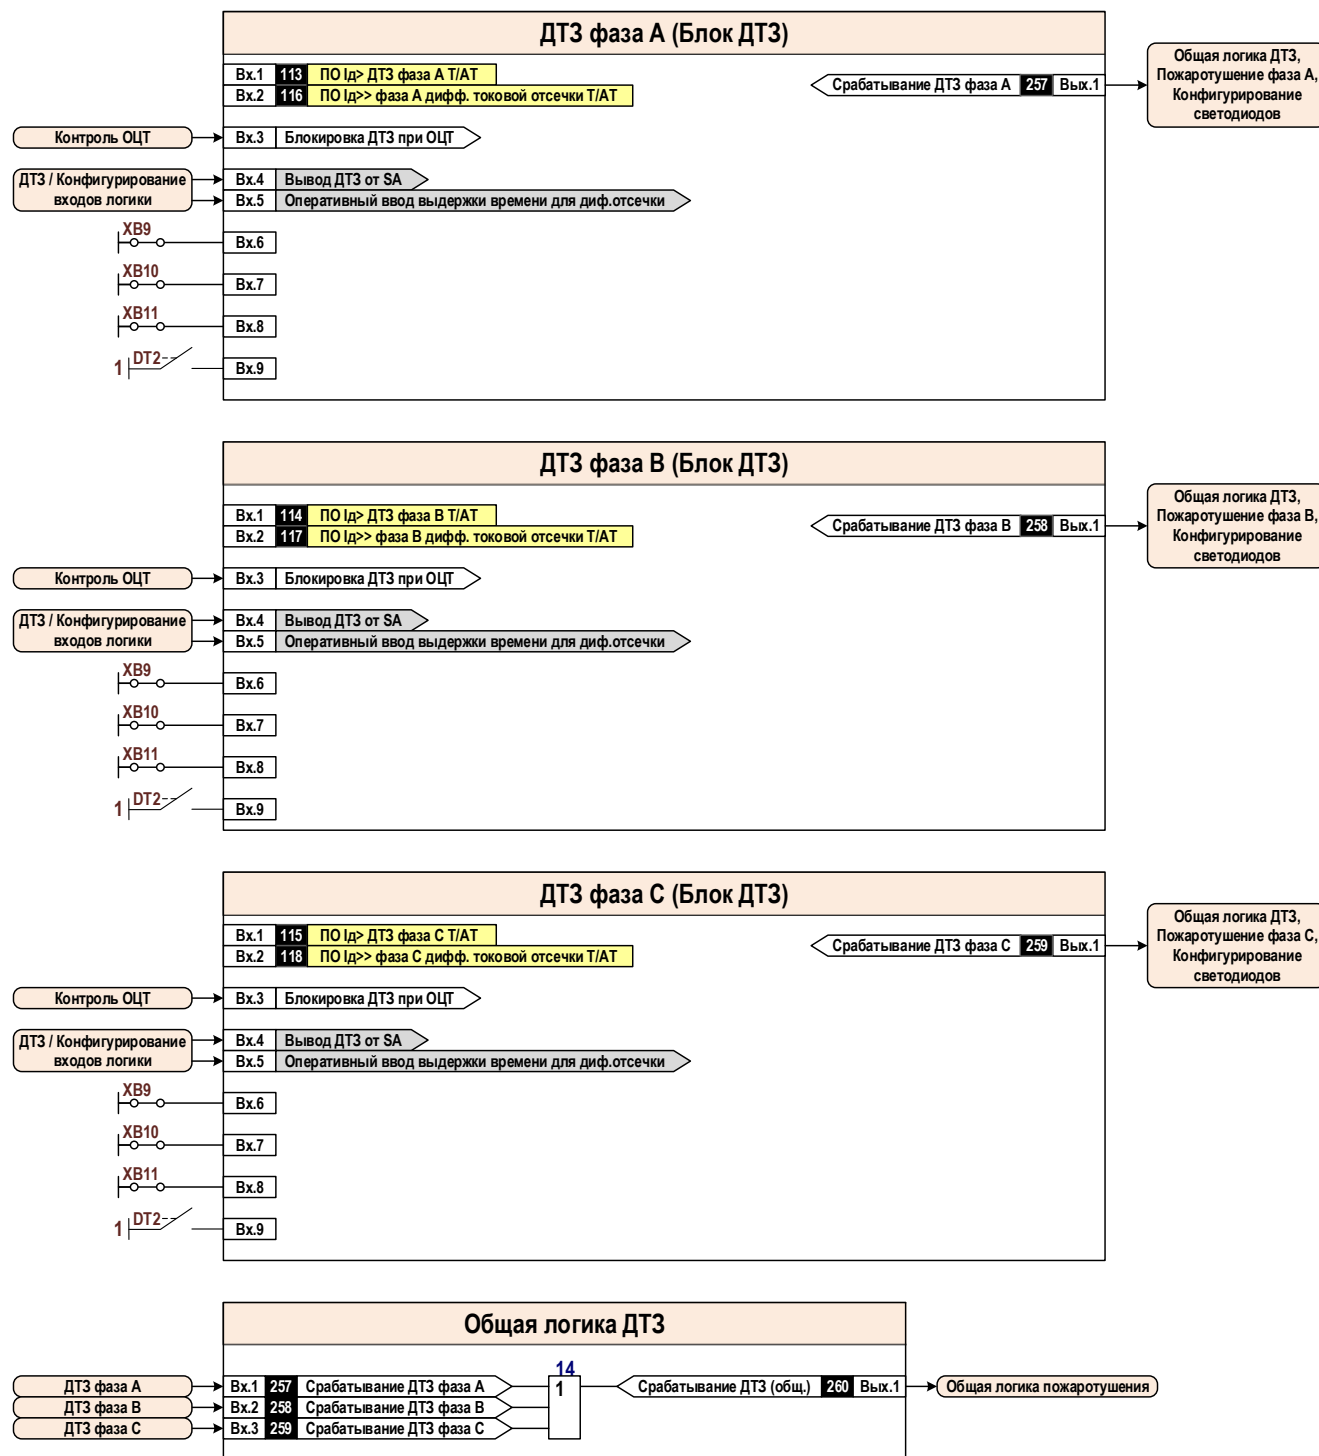 ДТЗ фаза А (Блок ДТЗ)
Вх.1 113 ПО Iд> ДТЗ фаза А Т/АТ
Вх.2 116 ПО Iд>> фаза А дифф. токовой отсечки Т/АТ
Срабатывание ДТЗ фаза А 257 Вых.1
Общая логика ДТЗ,
Пожаротушение фаза А,
Конфигурирование
светодиодов
Контроль ОЦТ
Вх.3 Блокировка ДТЗ при ОЦТ
ДТЗ / Конфигурирование
входов логики
Вх.4 Вывод ДТЗ от SA
Вх.5 Оперативный ввод выдержки времени для диф.отсечки
XB9
Вх.6
XB10
Вх.7
XB11
Вх.8
1 DT2
Вх.9
ДТЗ фаза В (Блок ДТЗ)
Вх.1 114 ПО Iд> ДТЗ фаза В Т/АТ
Вх.2 117 ПО Iд>> фаза В дифф. токовой отсечки Т/АТ
Срабатывание ДТЗ фаза В 258 Вых.1
Общая логика ДТЗ,
Пожаротушение фаза В,
Конфигурирование
светодиодов
Контроль ОЦТ
Вх.3 Блокировка ДТЗ при ОЦТ
ДТЗ / Конфигурирование
входов логики
Вх.4 Вывод ДТЗ от SA
Вх.5 Оперативный ввод выдержки времени для диф.отсечки
XB9
Вх.6
XB10
Вх.7
XB11
Вх.8
1 DT2
Вх.9
ДТЗ фаза С (Блок ДТЗ)
Вх.1 115 ПО Iд> ДТЗ фаза С Т/АТ
Вх.2 118 ПО Iд>> фаза С дифф. токовой отсечки Т/АТ
Срабатывание ДТЗ фаза С 259 Вых.1
Общая логика ДТЗ,
Пожаротушение фаза С,
Конфигурирование
светодиодов
Контроль ОЦТ
Вх.3 Блокировка ДТЗ при ОЦТ
ДТЗ / Конфигурирование
входов логики
Вх.4 Вывод ДТЗ от SA
Вх.5 Оперативный ввод выдержки времени для диф.отсечки
XB9
Вх.6
XB10
Вх.7
XB11
Вх.8
1 DT2
Вх.9
Общая логика ДТЗ
ДТЗ фаза А
ДТЗ фаза В
ДТЗ фаза С
Вх.1 257 Срабатывание ДТЗ фаза А
Вх.2 258 Срабатывание ДТЗ фаза В
Вх.3 259 Срабатывание ДТЗ фаза С
14
1
Срабатывание ДТЗ (общ.) 260 Вых.1
Общая логика пожаротушения